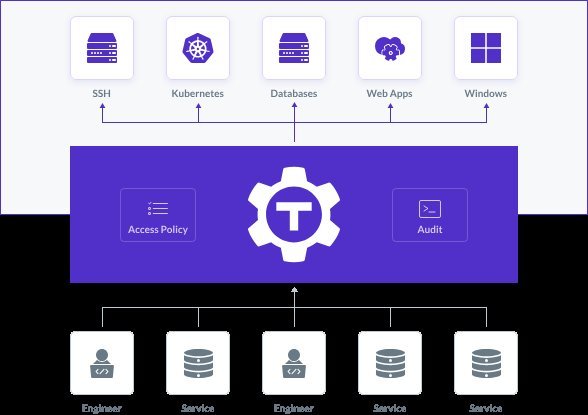 SSH Kubernetes Databases Web Apps Windows
T
Access Policy Audit
Engineer Service Engineer Service Service